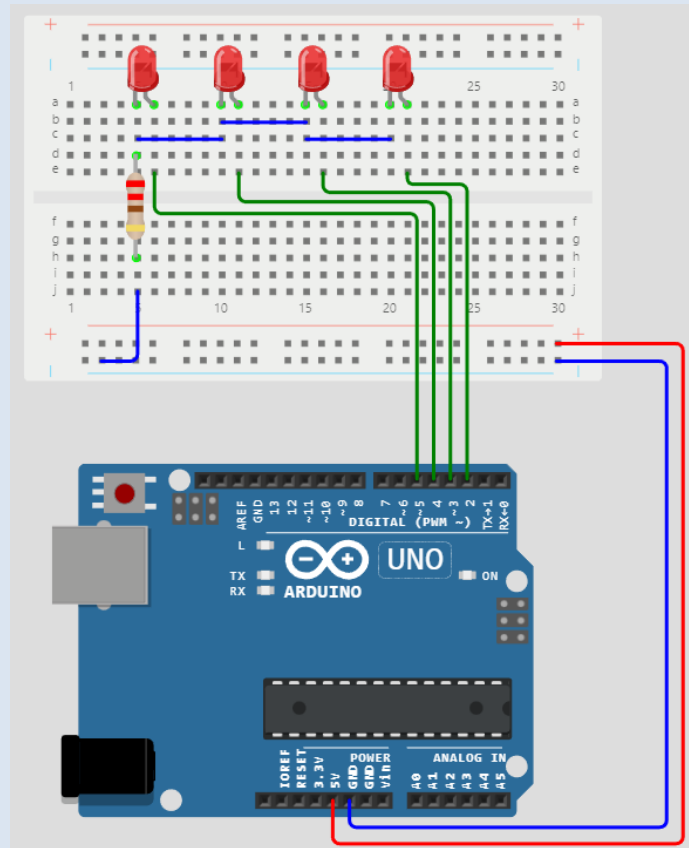 + +
1 25 30
a a
b b
c c
d d
e e
f f
g g
h h
i i
j j
1 10 15 20 30
+ +
AREF
GND
13
12
~11
~10
~9
8
7
~6
~5
4
~3
2
TX→1
RX←0
DIGITAL (PWM ~)
L
TX
RX
UNO
ON
ARDUINO
IOREF
RESET
3.3V
5V
GND
GND
Vin
POWER
ANALOG IN
A0
A1
A2
A3
A4
A5